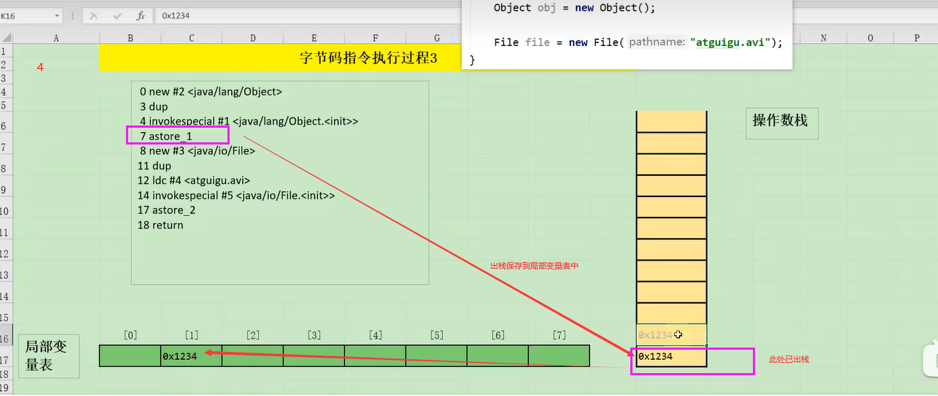 K16
fx
0x1234
Object obj = new Object();
File file = new File( pathname: "atguigu.avi");
}
A B C D E F G N O P
1
2
3
4
5
6
7
8
9
10
11
12
13
14
15
16
17
18
19
4
字节码指令执行过程3
0 new #2 <java/lang/Object>
3 dup
4 invokespecial #1 <java/lang/Object.<init>>
7 astore_1
8 new #3 <java/io/File>
11 dup
12 ldc #4 <atguigu.avi>
14 invokespecial #5 <java/io/File.<init>>
17 astore_2
18 return
操作数栈
出栈保存到局部变量表中
[0] [1] [2] [3] [4] [5] [6] [7]
0x1234
局部变
量表
0x1234
0x1234
此处已出栈